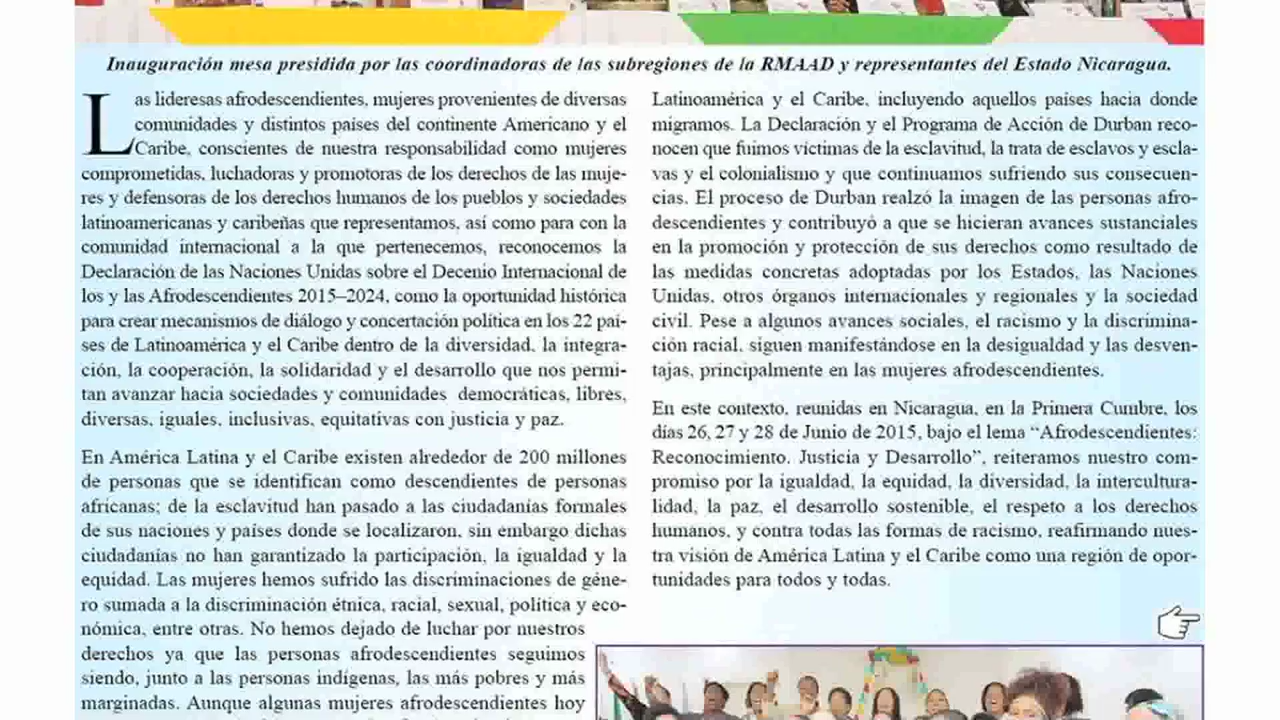 Inauguración mesa presidida por las coordinadoras de las subregiones de la RMAAD y representantes del Estado Nicaragua.
Las lideresas afrodescendientes, mujeres provenientes de diversas
comunidades y distintos países del continente Americano y el
Caribe, conscientes de nuestra responsabilidad como mujeres
comprometidas, luchadoras y promotoras de los derechos de las muje-
res y defensoras de los derechos humanos de los pueblos y sociedades
latinoamericanas y caribeñas que representamos, así como para con la
comunidad internacional a la que pertenecemos, reconocemos la
Declaración de las Naciones Unidas sobre el Decenio Internacional de
los y las Afrodescendientes 2015–2024, como la oportunidad histórica
para crear mecanismos de diálogo y concertación política en los 22 paí-
ses de Latinoamérica y el Caribe dentro de la diversidad, la integra-
ción, la cooperación, la solidaridad y el desarrollo que nos permi-
tan avanzar hacia sociedades y comunidades democráticas, libres,
diversas, iguales, inclusivas, equitativas con justicia y paz.
En América Latina y el Caribe existen alrededor de 200 millones
de personas que se identifican como descendientes de personas
africanas; de la esclavitud han pasado a las ciudadanías formales
de sus naciones y países donde se localizaron, sin embargo dichas
ciudadanías no han garantizado la participación, la igualdad y la
equidad. Las mujeres hemos sufrido las discriminaciones de géne-
ro sumada a la discriminación étnica, racial, sexual, política y eco-
nómica, entre otras. No hemos dejado de luchar por nuestros
derechos ya que las personas afrodescendientes seguimos
siendo, junto a las personas indígenas, las más pobres y más
marginadas. Aunque algunas mujeres afrodescendientes hoy
Latinoamérica y el Caribe, incluyendo aquellos países hacia donde
migramos. La Declaración y el Programa de Acción de Durban reco-
nocen que fuimos víctimas de la esclavitud, la trata de esclavos y escla-
vas y el colonialismo y que continuamos sufriendo sus consecuen-
cias. El proceso de Durban realzó la imagen de las personas afro-
descendientes y contribuyó a que se hicieran avances sustanciales
en la promoción y protección de sus derechos como resultado de
las medidas concretas adoptadas por los Estados, las Naciones
Unidas, otros órganos internacionales y regionales y la sociedad
civil. Pese a algunos avances sociales, el racismo y la discrimina-
ción racial, siguen manifestándose en la desigualdad y las desven-
tajas, principalmente en las mujeres afrodescendientes.
En este contexto, reunidas en Nicaragua, en la Primera Cumbre, los
días 26, 27 y 28 de Junio de 2015, bajo el lema “Afrodescendientes:
Reconocimiento, Justicia y Desarrollo”, reiteramos nuestro com-
promiso por la igualdad, la equidad, la diversidad, la intercultura-
lidad, la paz, el desarrollo sostenible, el respeto a los derechos
humanos, y contra todas las formas de racismo, reafirmando nues-
tra visión de América Latina y el Caribe como una región de opor-
tunidades para todos y todas.